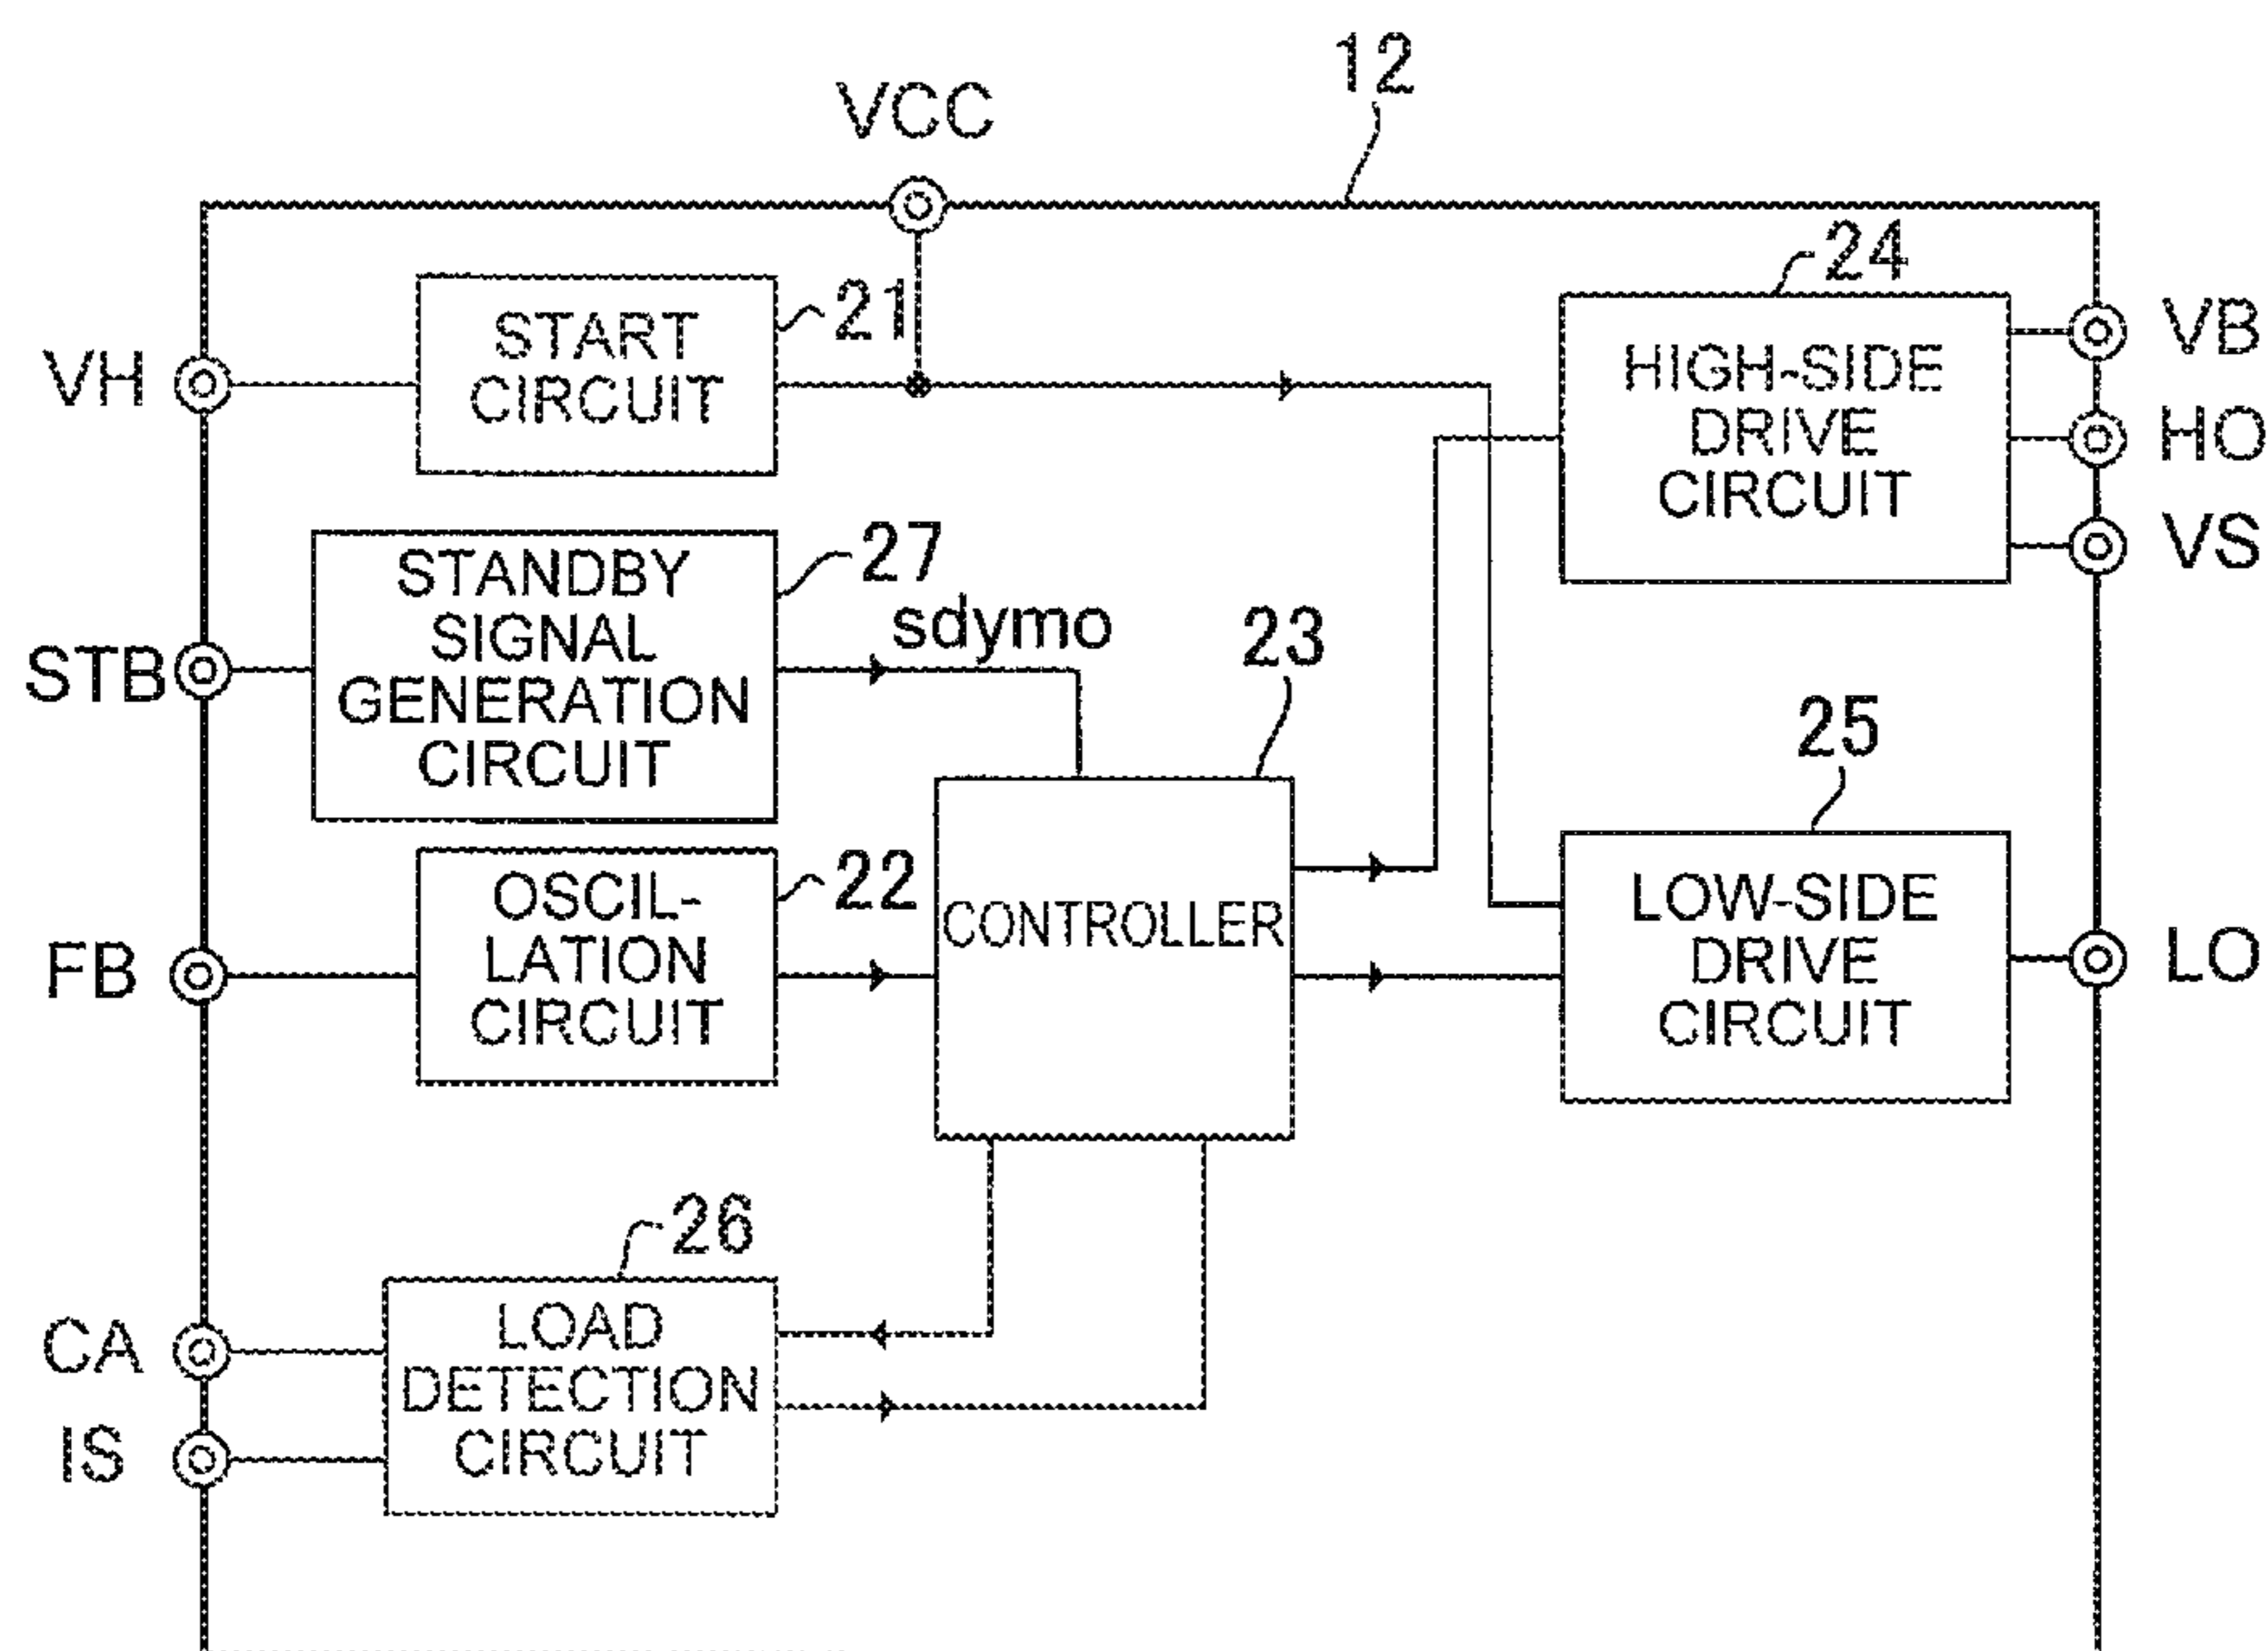 12
VCC
24
21
START
CIRCUIT
VH
HIGH-SIDE
DRIVE
CIRCUIT
VB
HO
VS
27
STANDBY
SIGNAL
GENERATION
CIRCUIT
sdymo
STB
23
25
22
OSCIL-
LATION
CIRCUIT
FB
CONTROLLER
LOW-SIDE
DRIVE
CIRCUIT
LO
26
LOAD
DETECTION
CIRCUIT
CA
IS